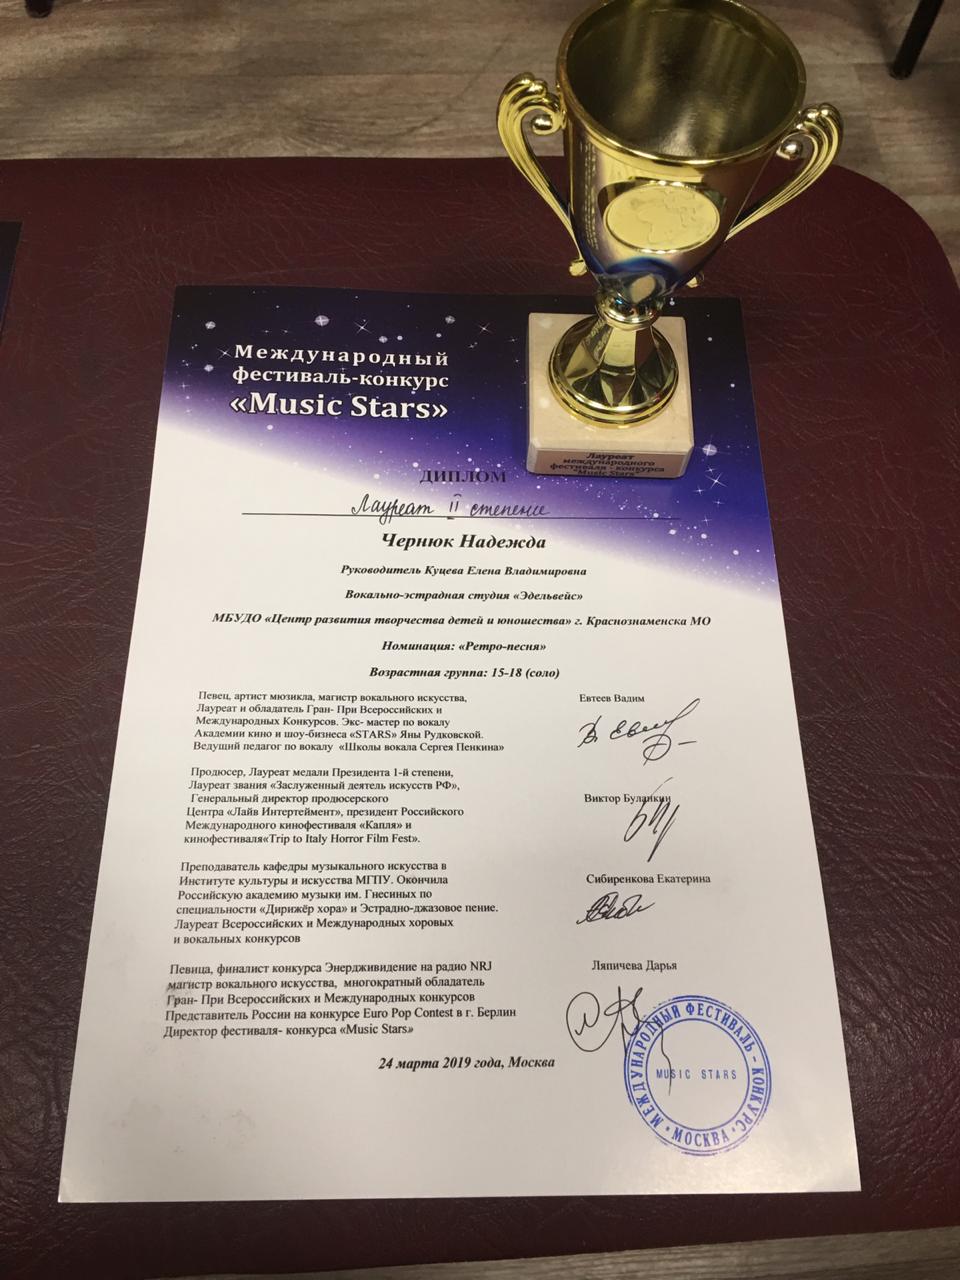 Международный
фестиваль-конкурс
«Music Stars»
Лауреат
международного
фестиваля - конкурса
"Music Stars"
ДИПЛОМ
Лауреат II степени
Чернюк Надежда
Руководитель Куцева Елена Владимировна
Вокально-эстрадная студия «Эдельвейс»
МБУДО «Центр развития творчества детей и юношества» г. Краснознаменска МО
Номинация: «Ретро-песня»
Возрастная группа: 15-18 (соло)
Певец, артист мюзикла, магистр вокального искусства,
Лауреат и обладатель Гран- При Всероссийских и
Международных Конкурсов. Экс- мастер по вокалу
Академии кино и шоу-бизнеса «STARS» Яны Рудковской.
Ведущий педагог по вокалу «Школы вокала Сергея Пенкина»
Евтеев Вадим
Продюсер, Лауреат медали Президента 1-й степени,
Лауреат звания «Заслуженный деятель искусств РФ»,
Генеральный директор продюсерского
Центра «Лайв Интертеймент», президент Российского
Международного кинофестиваля «Капля» и
кинофестиваля«Trip to Italy Horror Film Fest».
Виктор Буланкин
Преподаватель кафедры музыкального искусства в
Институте культуры и искусства МГПУ. Окончила
Российскую академию музыки им. Гнесиных по
специальности «Дирижёр хора» и Эстрадно-джазовое пение.
Лауреат Всероссийских и Международных хоровых
и вокальных конкурсов
Сибиренкова Екатерина
Певица, финалист конкурса Энердживидение на радио NRJ
магистр вокального искусства, многократный обладатель
Гран- При Всероссийских и Международных конкурсов
Представитель России на конкурсе Euro Pop Contest в г. Берлин
Директор фестиваля- конкурса «Music Stars»
Ляпичева Дарья
24 марта 2019 года, Москва
МЕЖДУНАРОДНЫЙ ФЕСТИВАЛЬ - КОНКУРС
MUSIC STARS
• МОСКВА •